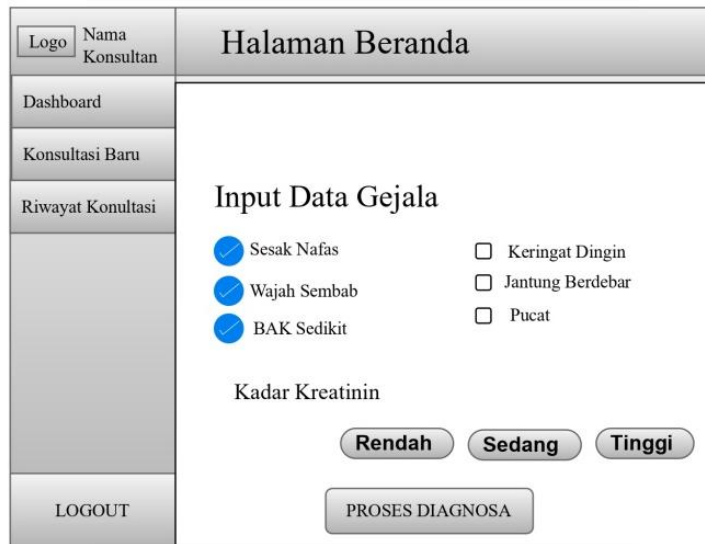 Logo
Nama
Konsultan
Halaman Beranda
Dashboard
Konsultasi Baru
Riwayat Konultasi
LOGOUT
Input Data Gejala
Sesak Nafas
Keringat Dingin
Wajah Sembab
Jantung Berdebar
BAK Sedikit
Pucat
Kadar Kreatinin
Rendah
Sedang
Tinggi
PROSES DIAGNOSA